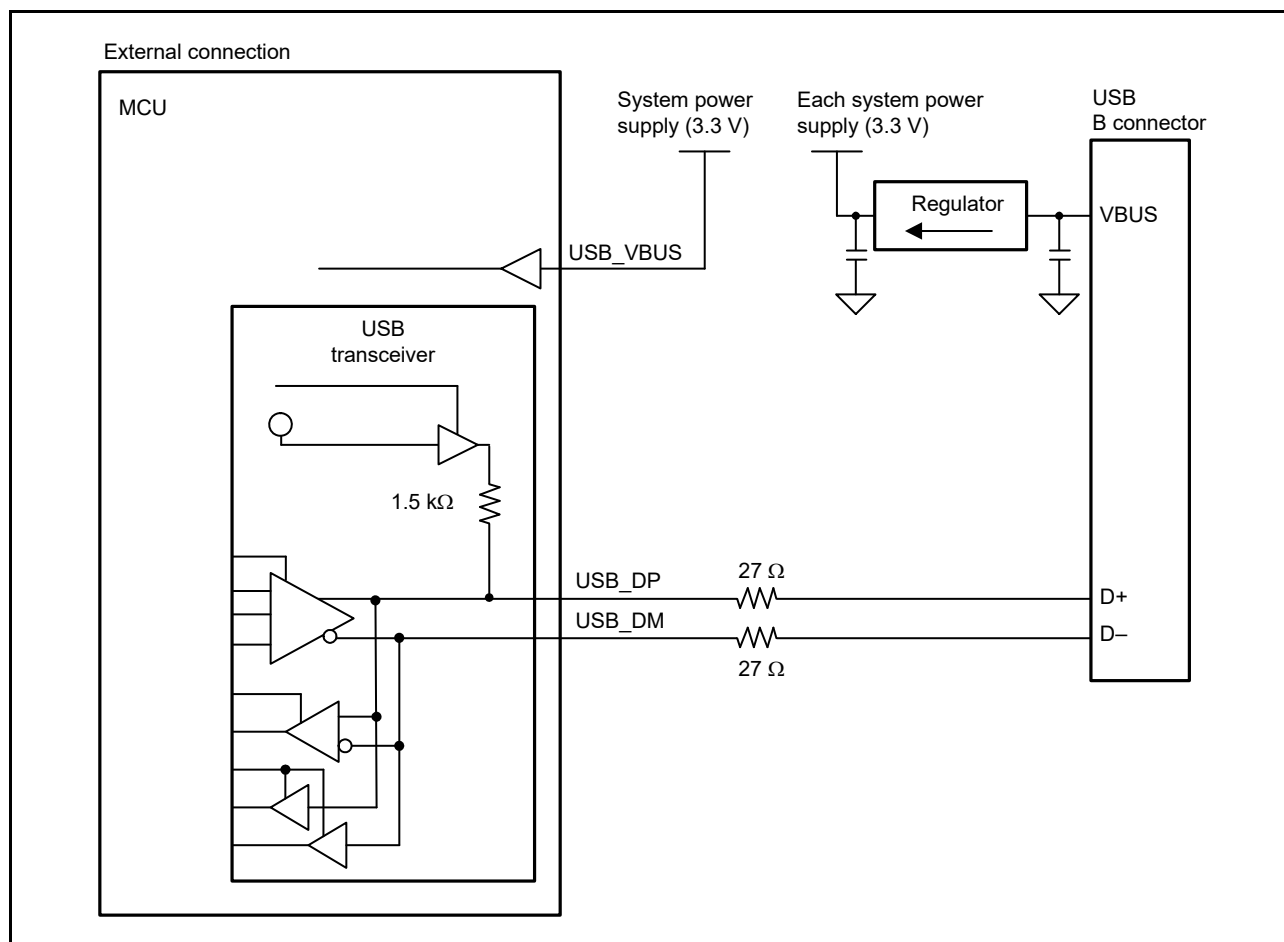 External connection
MCU
System power
supply (3.3 V)
Each system power
supply (3.3 V)
USB
B connector
Regulator
VBUS
USB_VBUS
USB
transceiver
1.5 kΩ
USB_DP
27 Ω
D+
USB_DM
27 Ω
D–